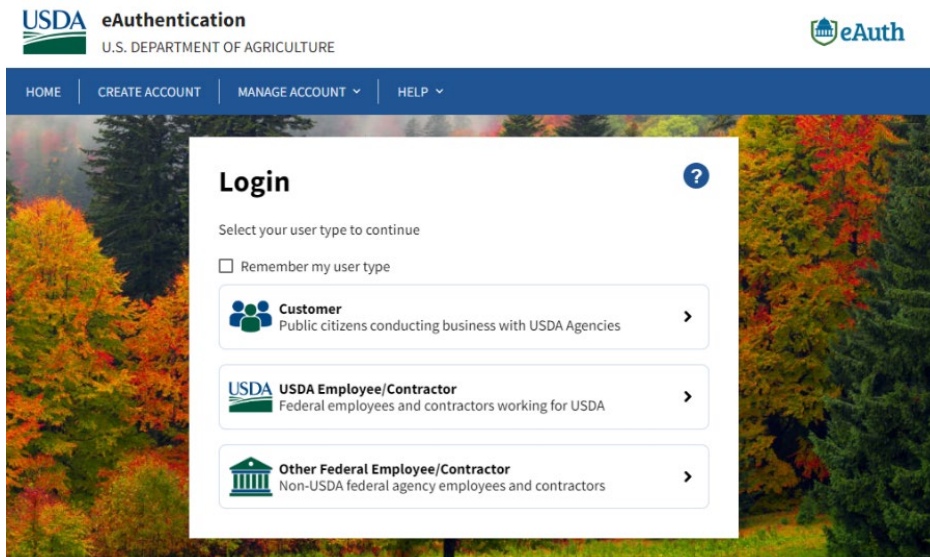 USDA eAuthentication
U.S. DEPARTMENT OF AGRICULTURE
eAuth
HOME CREATE ACCOUNT MANAGE ACCOUNT HELP
Login
?
Select your user type to continue
Remember my user type
Customer
Public citizens conducting business with USDA Agencies
USDA USDA Employee/Contractor
Federal employees and contractors working for USDA
Other Federal Employee/Contractor
Non-USDA federal agency employees and contractors